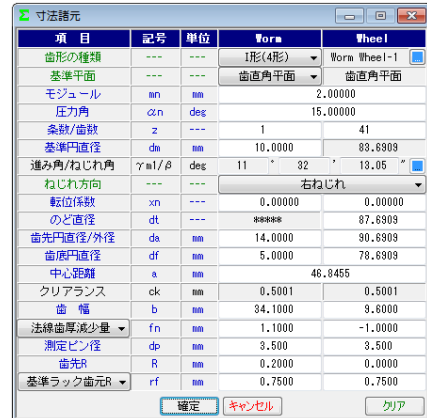 Σ 寸法諸元
項 目 記号 単位 Worm Wheel
歯形の種類 --- --- I形(4形) Worm Wheel-1
基準平面 --- --- 歯直角平面 歯直角平面
モジュール mn mm 2.00000
圧力角 αn deg 15.00000
条数/歯数 z --- 1 41
基準円直径 dm mm 10.0000 83.6909
進み角/ねじれ角 γm1/β deg 11 ° 32 ' 13.05 "
ねじれ方向 --- --- 右ねじれ
転位係数 xn --- 0.00000 0.00000
のど直径 dt --- ***** 87.6909
歯先円直径/外径 da mm 14.0000 90.6909
歯底円直径 df mm 5.0000 78.6909
中心距離 a mm 46.8455
クリアランス ck mm 0.5001 0.5001
歯 幅 b mm 34.1000 9.6000
法線歯厚減少量 fn mm 1.1000 -1.0000
測定ピン径 dp mm 3.500 3.500
歯先R R mm 0.2000 0.0000
基準ラック歯元R rf mm 0.7500 0.7500
確定 キャンセル クリア